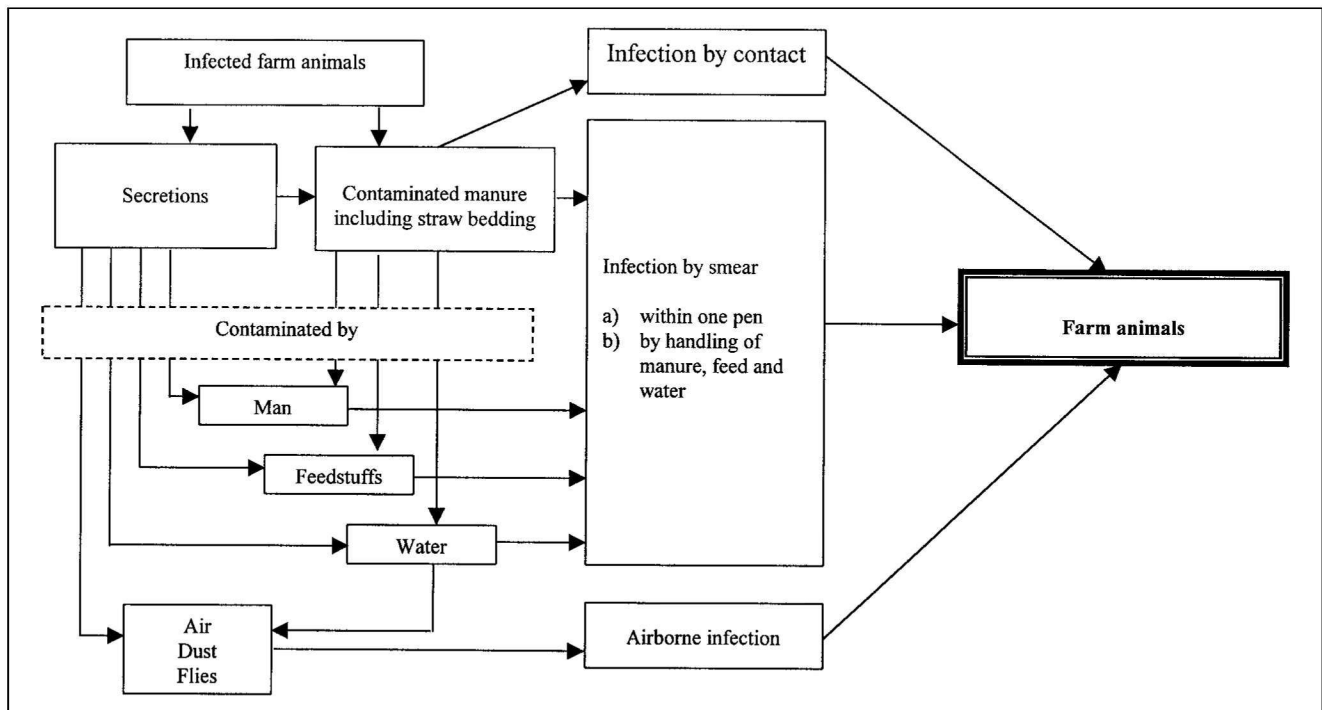 Infected farm animals
Infection by contact
Secretions
Contaminated manure
including straw bedding
Infection by smear
a) within one pen
b) by handling of
manure, feed and
water
Farm animals
Contaminated by
Man
Feedstuffs
Water
Air
Dust
Flies
Airborne infection